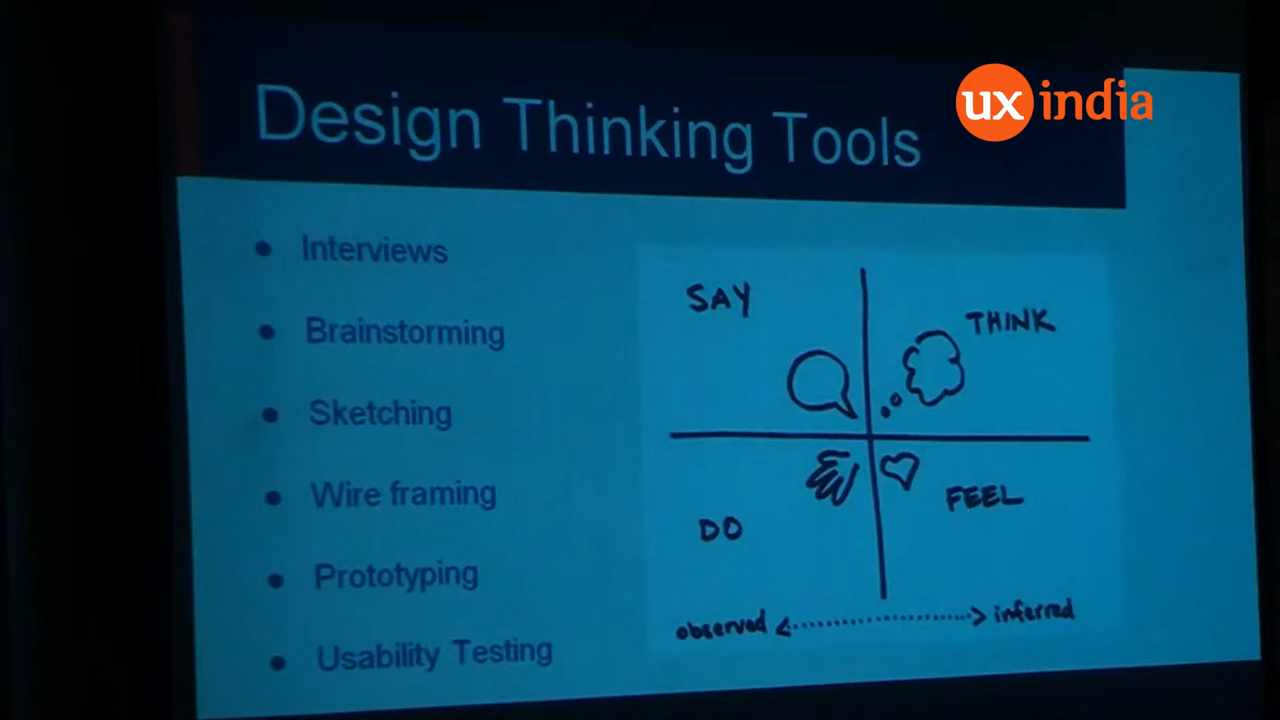 Design Thinking Tools
ux india
• Interviews
• Brainstorming
• Sketching
• Wire framing
• Prototyping
• Usability Testing
SAY
THINK
DO
FEEL
observed
inferred